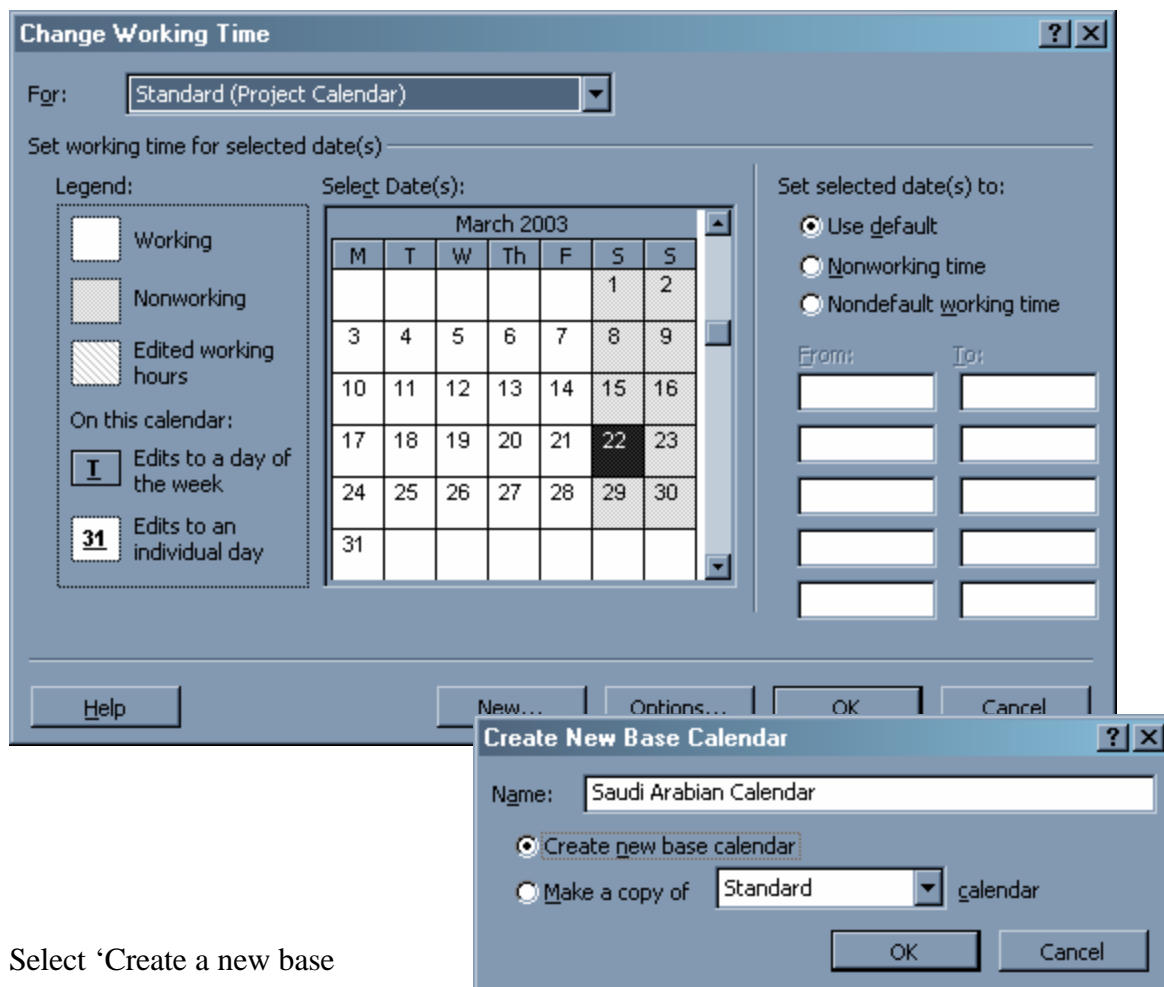 Change Working Time
For: Standard (Project Calendar)
Set working time for selected date(s)
Legend:
Working
Nonworking
Edited working
hours
On this calendar:
T Edits to a day of
the week
31 Edits to an
individual day
Select Date(s):
March 2003
M T W Th F S S
1 2
3 4 5 6 7 8 9
10 11 12 13 14 15 16
17 18 19 20 21 22 23
24 25 26 27 28 29 30
31
Set selected date(s) to:
Use default
Nonworking time
Nondefault working time
From: To:
Help New... Options... OK Cancel
Create New Base Calendar
Name: Saudi Arabian Calendar
Create new base calendar
Make a copy of Standard calendar
OK Cancel
Select ‘Create a new base